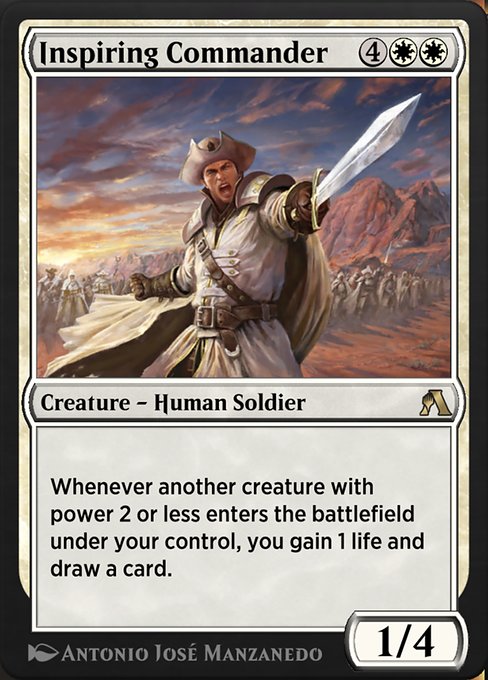 Inspiring Commander 4
Creature – Human Soldier
Whenever another creature with
power 2 or less enters the battlefield
under your control, you gain 1 life and
draw a card.
1/4
Antonio José Manzanedo